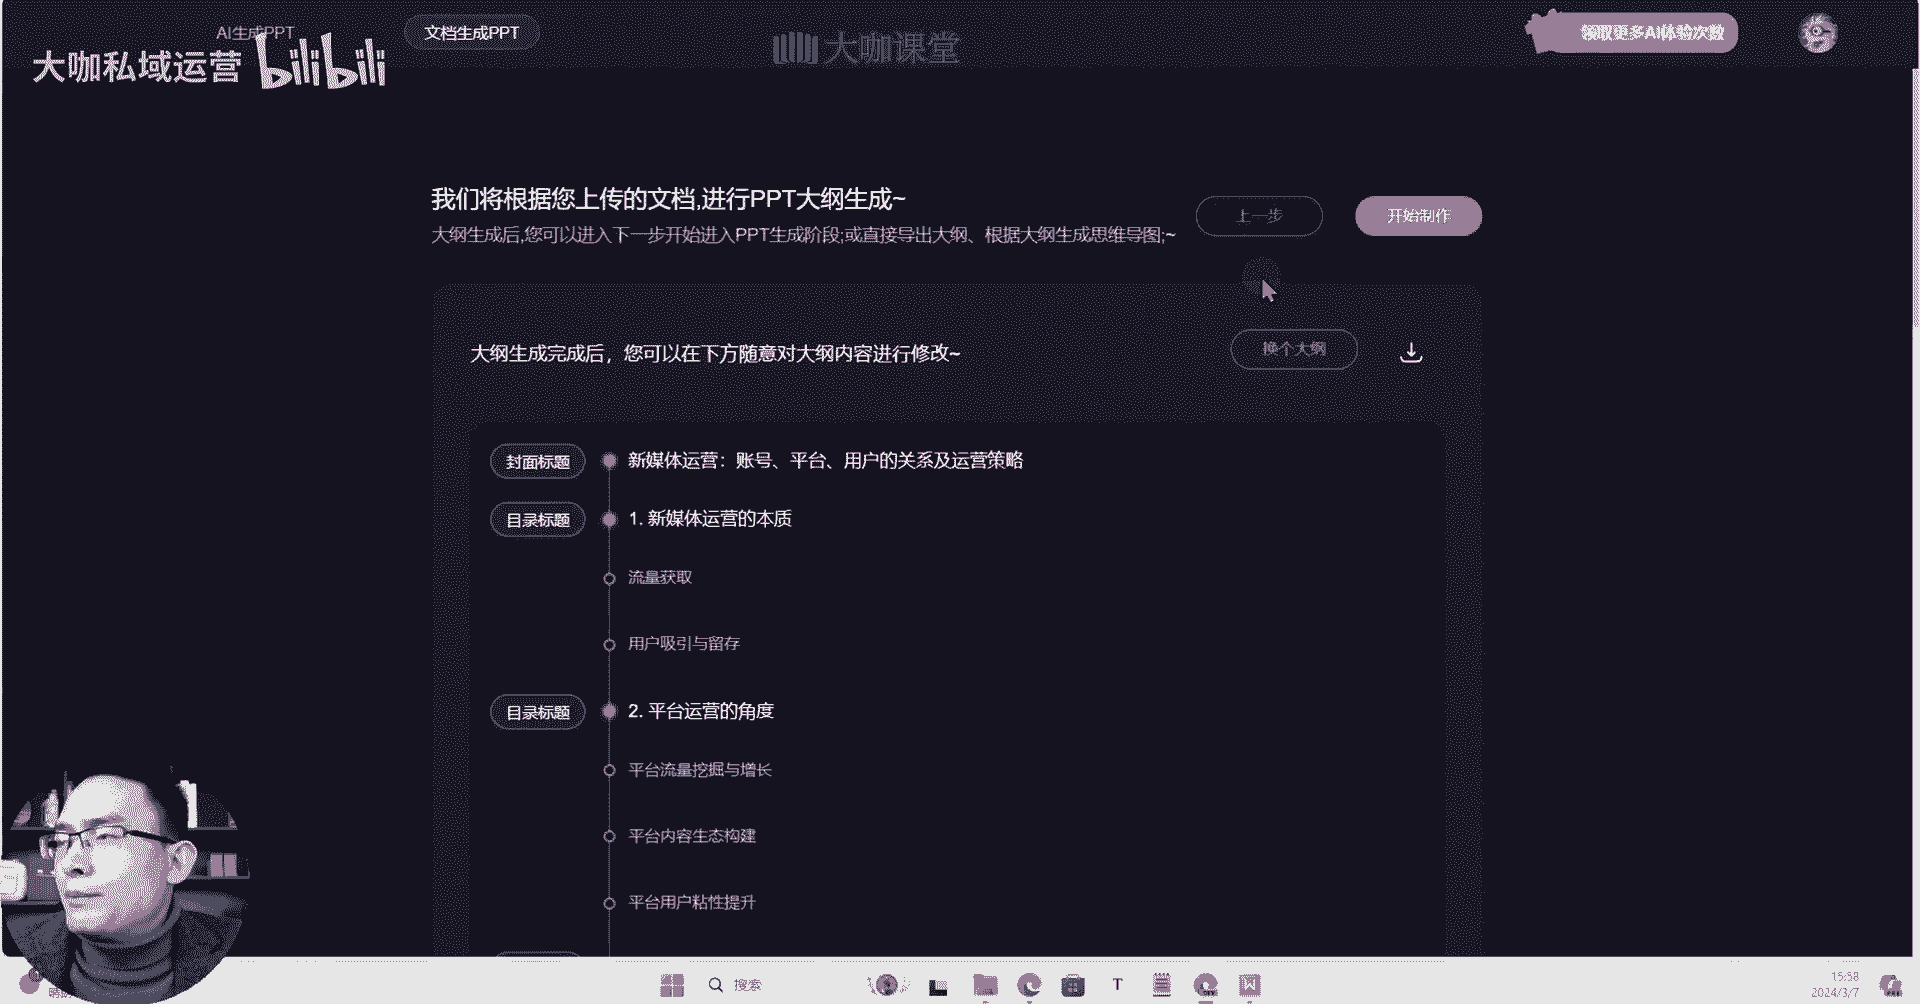 AI生成PPT
文档生成PPT
大咖课堂
领取更多AI体验次数
大咖私域运营 bilibili
我们将根据您上传的文档,进行PPT大纲生成~
上一步
开始制作
大纲生成后,您可以进入下一步开始进入PPT生成阶段;或直接导出大纲、根据大纲生成思维导图;~
大纲生成完成后，您可以在下方随意对大纲内容进行修改~
换个大纲
封面标题
新媒体运营：账号、平台、用户的关系及运营策略
目录标题
1. 新媒体运营的本质
流量获取
用户吸引与留存
目录标题
2. 平台运营的角度
平台流量挖掘与增长
平台内容生态构建
平台用户粘性提升
搜索
T
W
15:58
2024/3/7